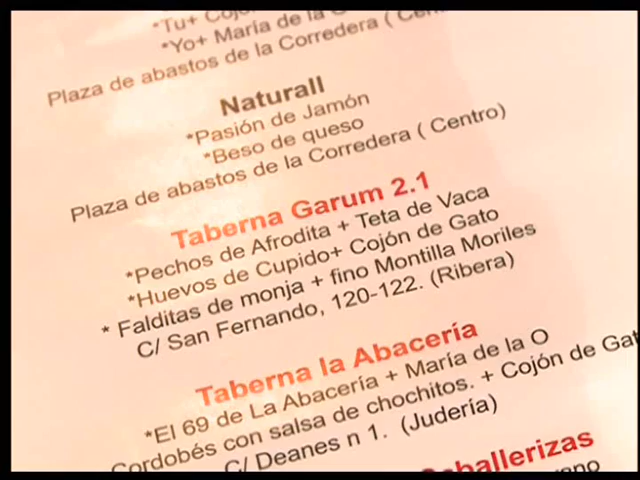 *Tu+
*Yo+ María de la
Plaza de abastos de la Corredera (
Naturall
*Pasión de Jamón
*Beso de queso
Plaza de abastos de la Corredera ( Centro)
Taberna Garum 2.1
*Pechos de Afrodita + Teta de Vaca
*Huevos de Cupido+ Cojón de Gato
* Falditas de monja + fino Montilla Moriles
C/ San Fernando, 120-122. (Ribera)
Taberna la Abacería
*El 69 de La Abacería + María de la O
Cordobés con salsa de chochitos. + Cojón de Gat
C/ Deanes n 1. (Judería)